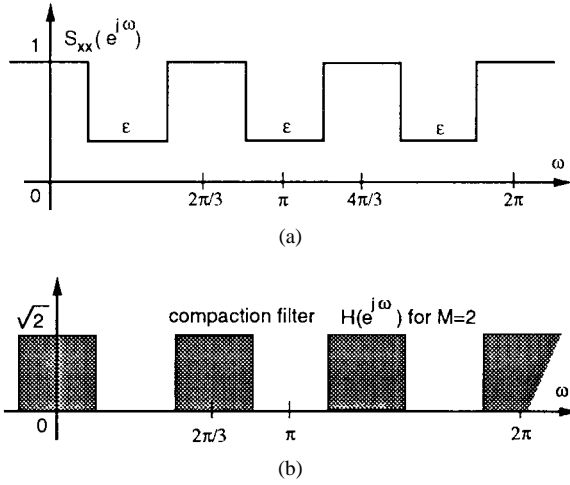 1 S_xx(e^jω)
ε ε ε
ω
0 2π/3 π 4π/3 2π
(a)
√2 compaction filter H(e^jω) for M=2
ω
0 2π/3 π 2π
(b)